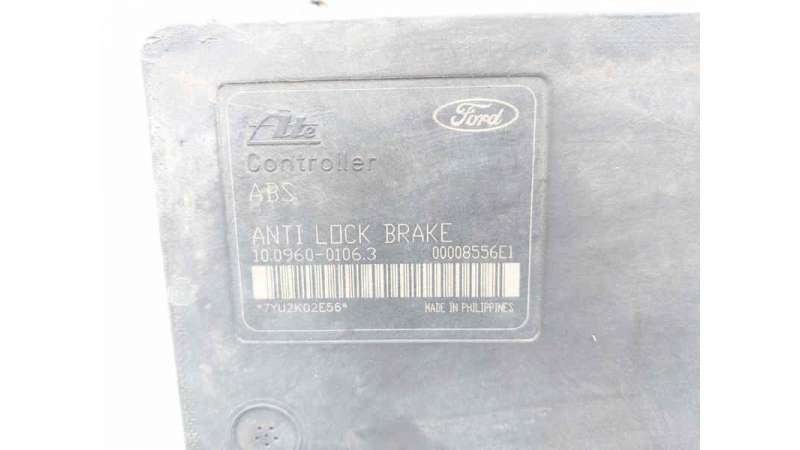 Ate
Ford
Controller
ABS
ANTI LOCK BRAKE
10.0960-0106.3 00008556E1
*7YU2K02E56* MADE IN PHILIPPINES